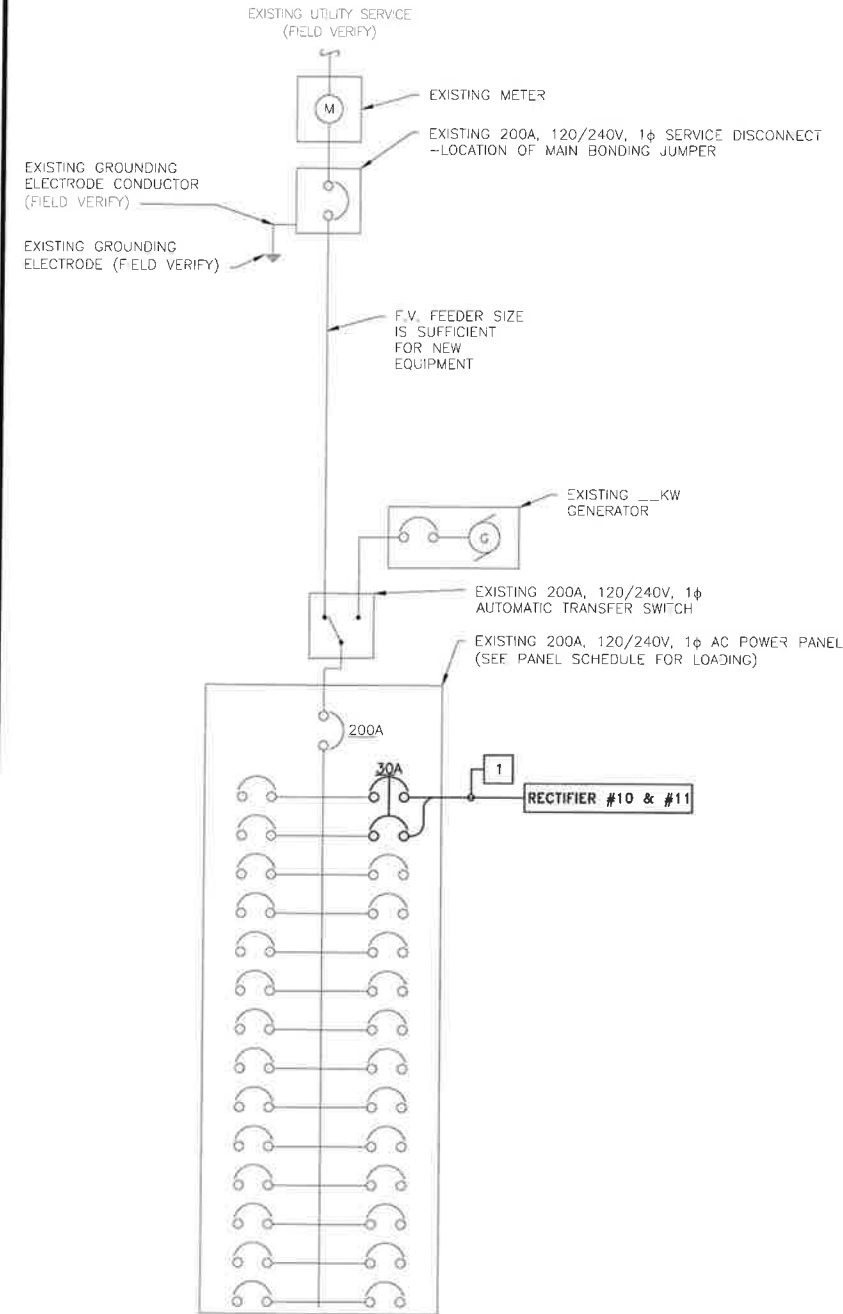 EXISTING UTILITY SERVICE
(FIELD VERIFY)
M
EXISTING METER
EXISTING 200A, 120/240V, 1ϕ SERVICE DISCONNECT
-LOCATION OF MAIN BONDING JUMPER
EXISTING GROUNDING
ELECTRODE CONDUCTOR
(FIELD VERIFY)
EXISTING GROUNDING
ELECTRODE (FIELD VERIFY)
F.V. FEEDER SIZE
IS SUFFICIENT
FOR NEW
EQUIPMENT
EXISTING __KW
GENERATOR
G
EXISTING 200A, 120/240V, 1ϕ
AUTOMATIC TRANSFER SWITCH
EXISTING 200A, 120/240V, 1ϕ AC POWER PANEL
(SEE PANEL SCHEDULE FOR LOADING)
200A
30A
1
RECTIFIER #10 & #11